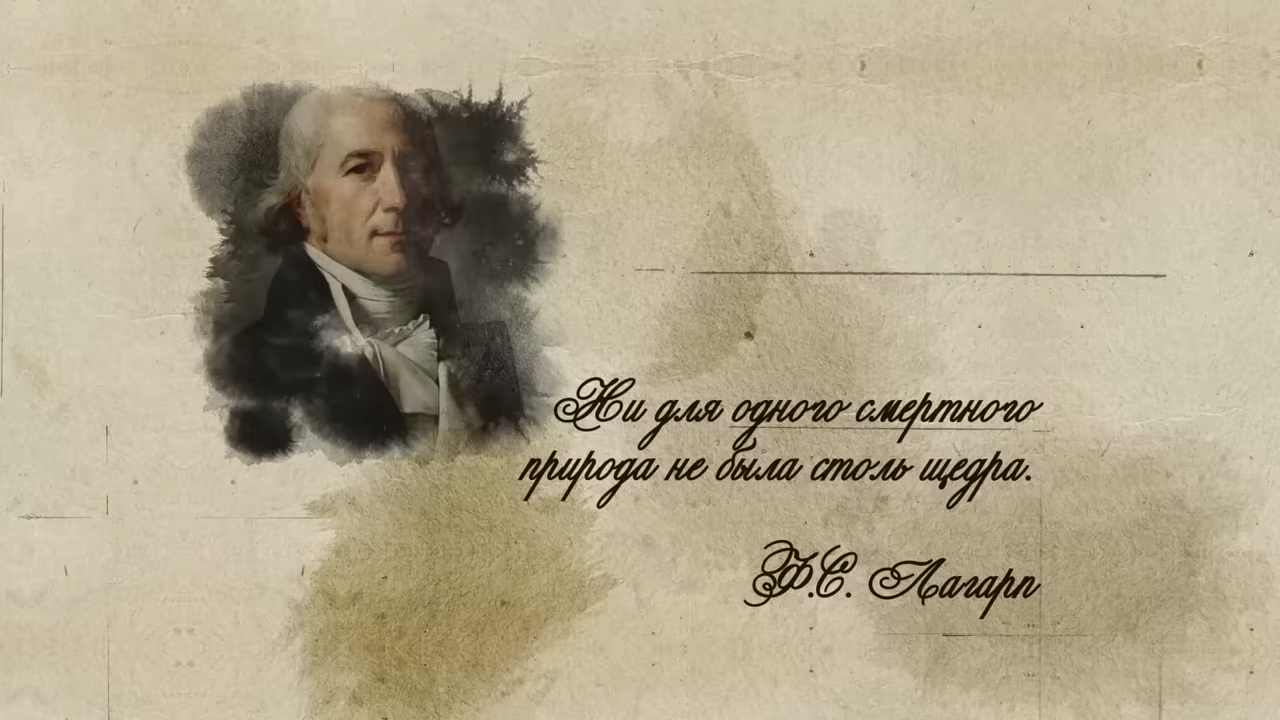 Ни для одного смертного
природа не была столь щедра.
Ф.С. Лагарп